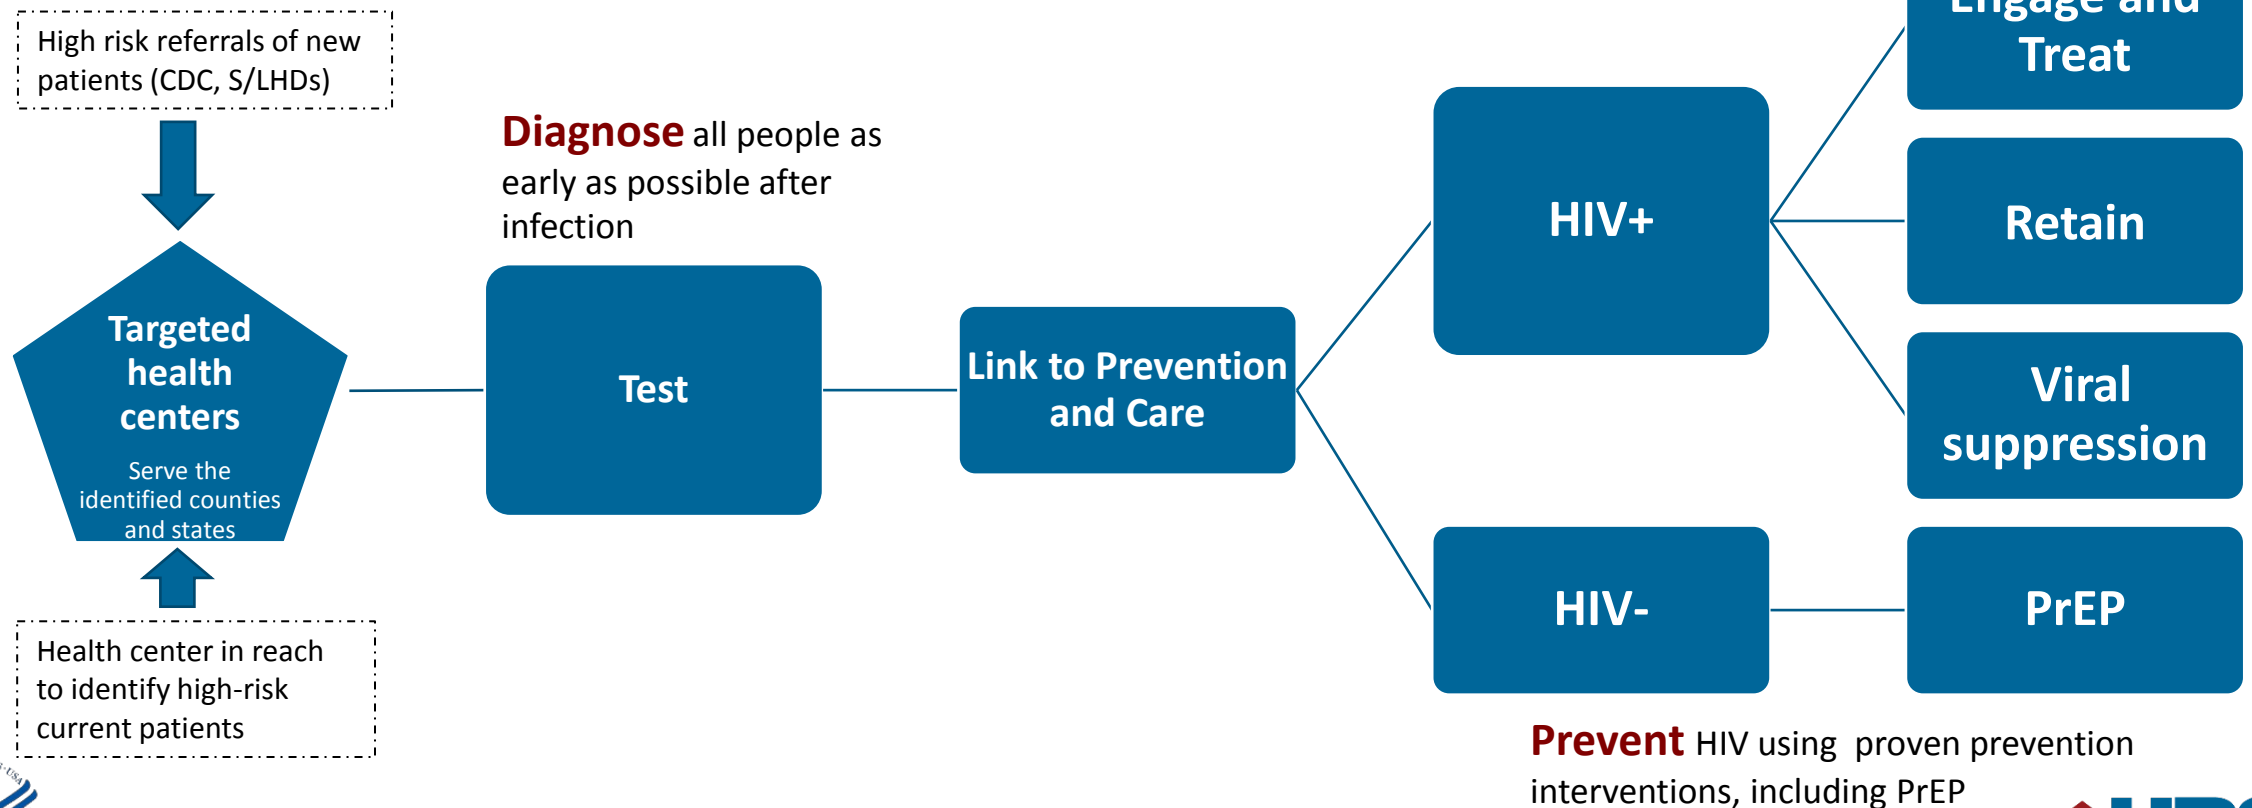 High risk referrals of new
patients (CDC, S/LHDs)
Diagnose all people as
early as possible after
infection
Targeted
health
centers
Serve the
identified counties
and states
Health center in reach
to identify high-risk
current patients
Test
Link to Prevention
and Care
HIV+
HIV-
Engage and
Treat
Retain
Viral
suppression
PrEP
Prevent HIV using proven prevention
interventions, including PrEP